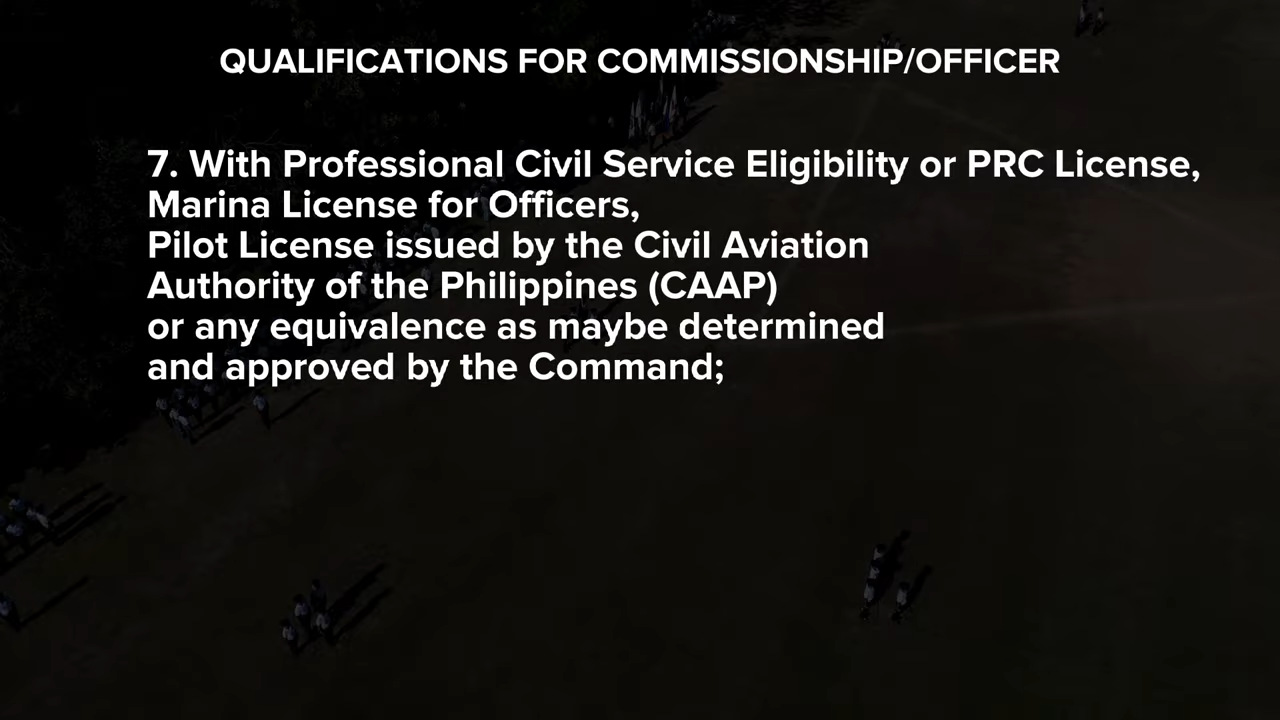 QUALIFICATIONS FOR COMMISSIONSHIP/OFFICER
7. With Professional Civil Service Eligibility or PRC License,
Marina License for Officers,
Pilot License issued by the Civil Aviation
Authority of the Philippines (CAAP)
or any equivalence as maybe determined
and approved by the Command;